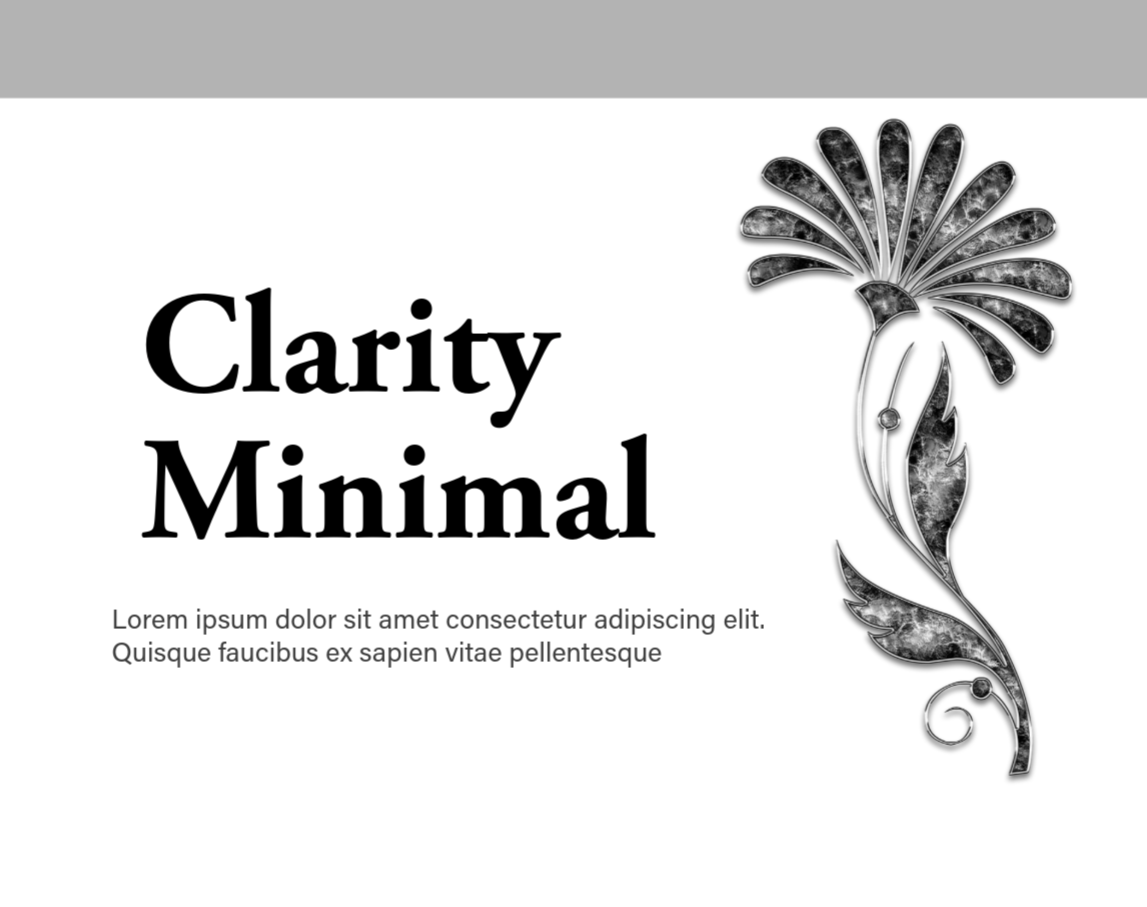 Clarity
Minimal
Lorem ipsum dolor sit amet consectetur adipiscing elit.
Quisque faucibus ex sapien vitae pellentesque